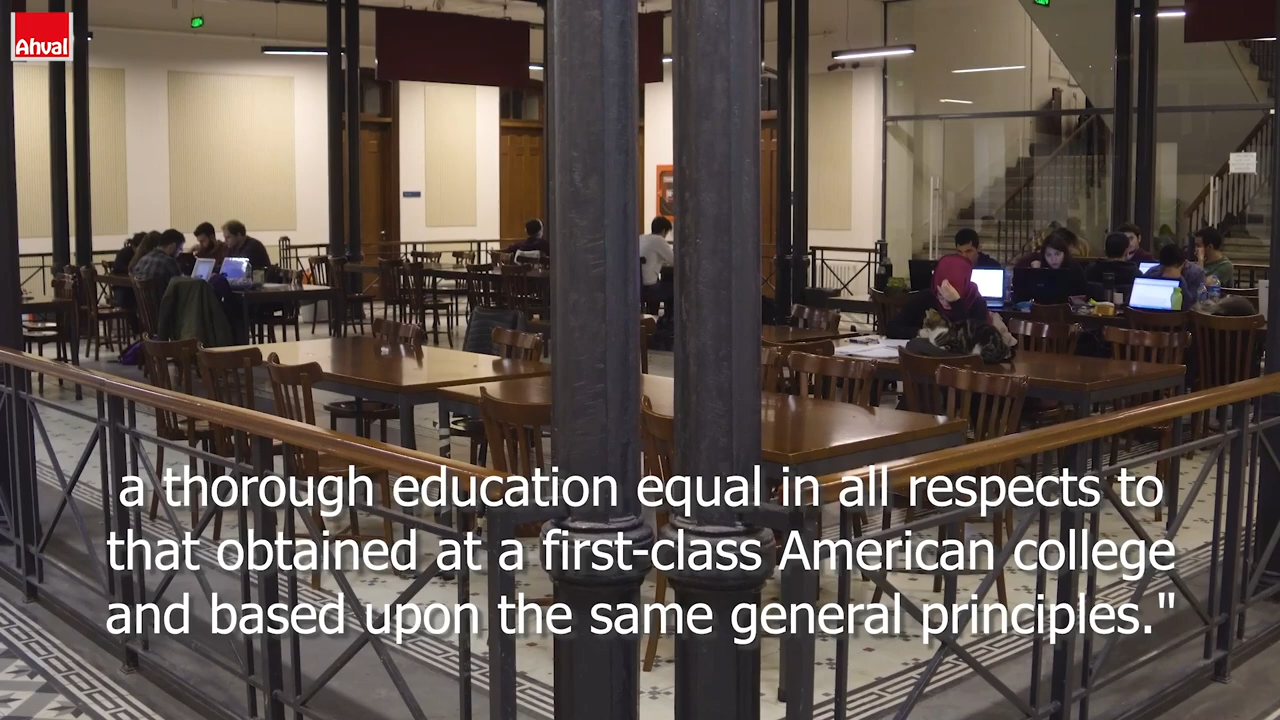 Ahval
a thorough education equal in all respects to
that obtained at a first-class American college
and based upon the same general principles."